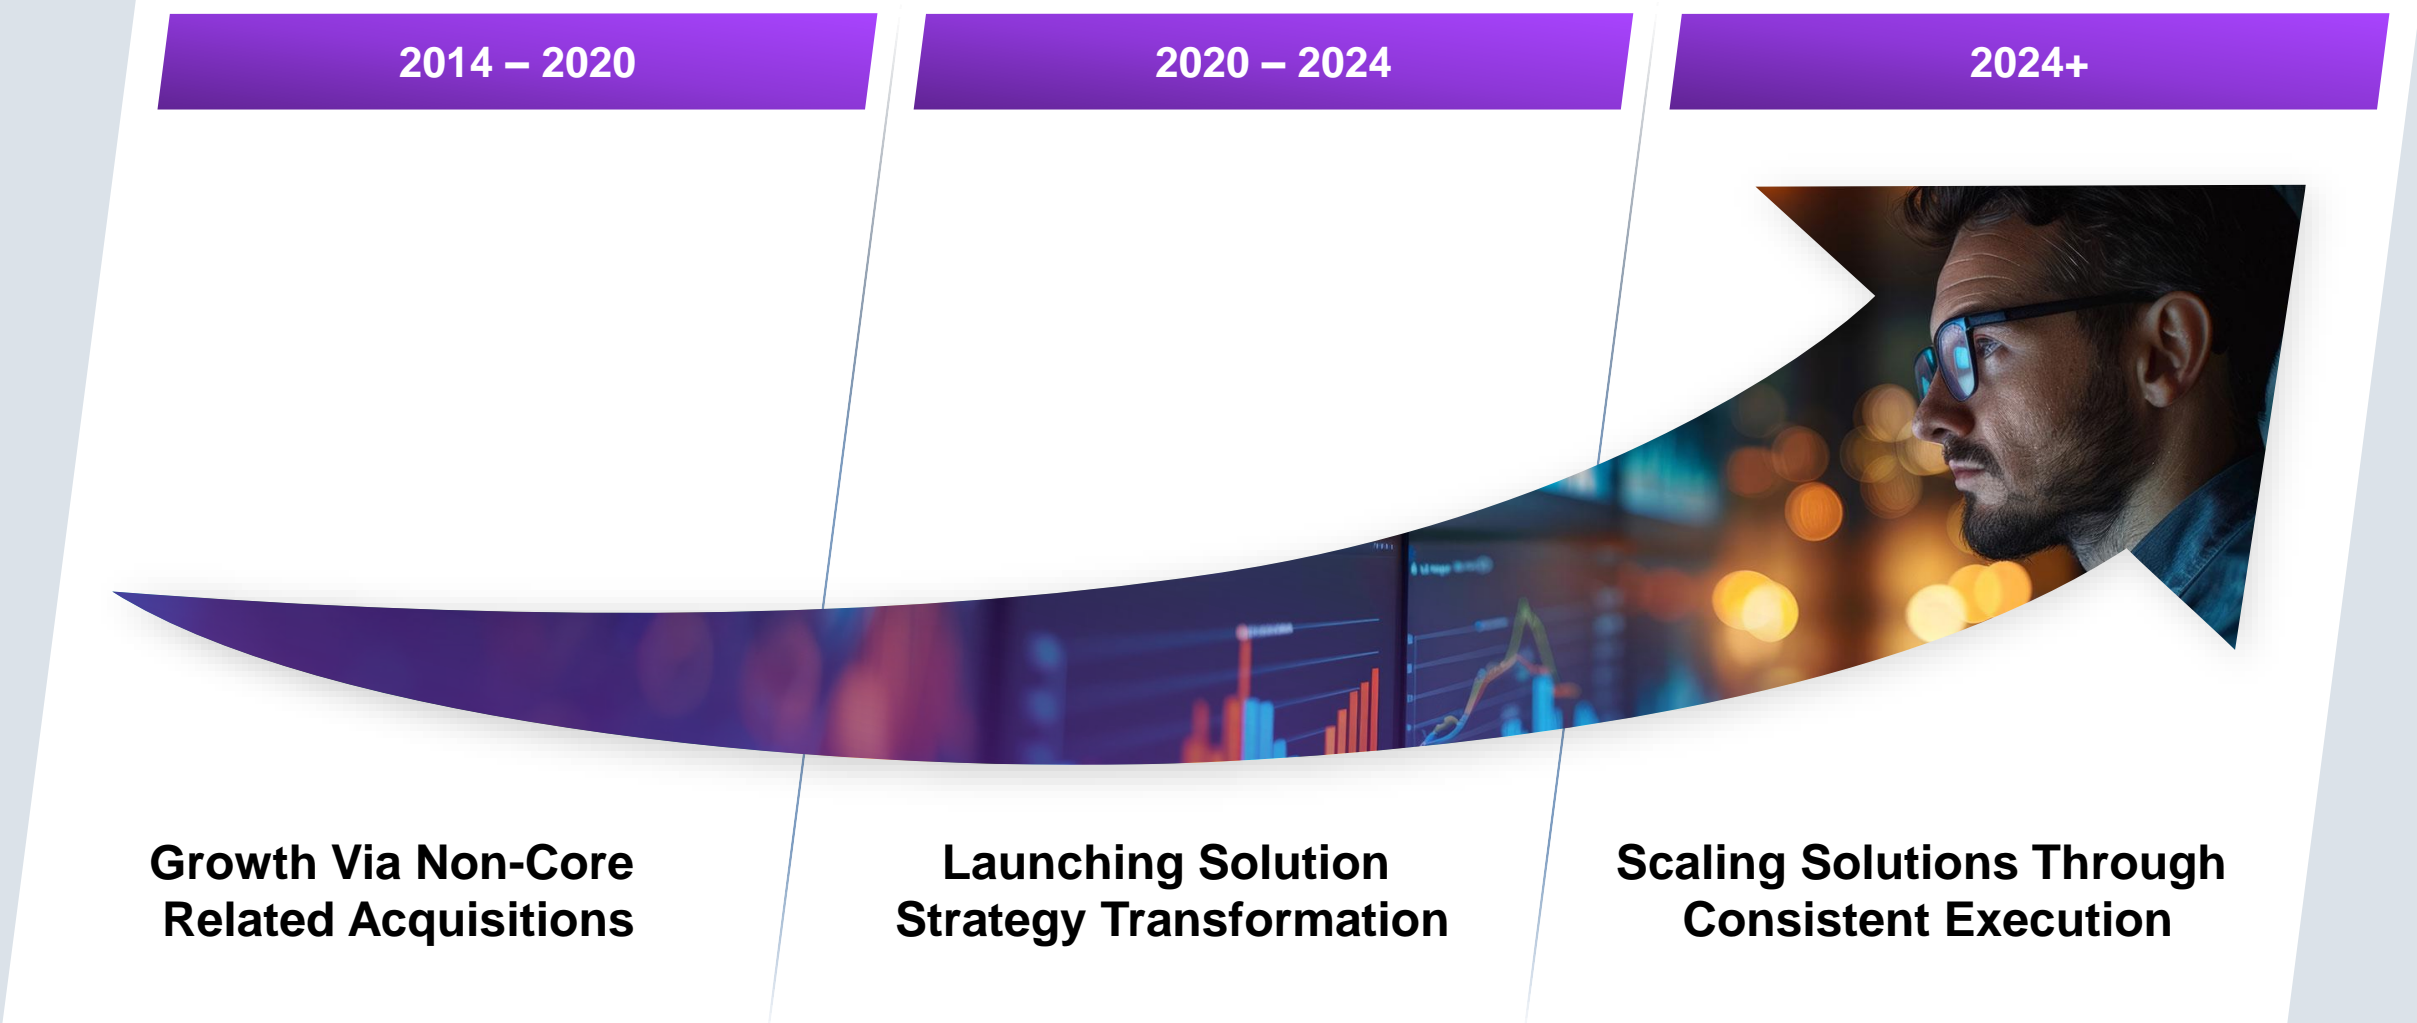 2014 – 2020
2020 – 2024
2024+
Growth Via Non-Core
Related Acquisitions
Launching Solution
Strategy Transformation
Scaling Solutions Through
Consistent Execution